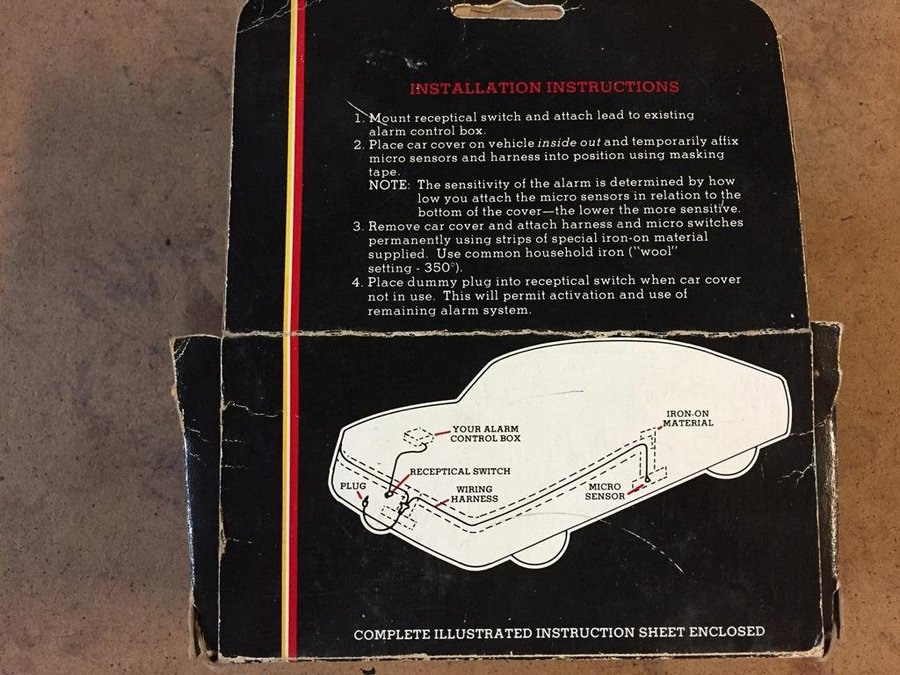 INSTALLATION INSTRUCTIONS
1. Mount receptical switch and attach lead to existing
alarm control box.
2. Place car cover on vehicle inside out and temporarily affix
micro sensors and harness into position using masking
tape.
NOTE: The sensitivity of the alarm is determined by how
low you attach the micro sensors in relation to the
bottom of the cover—the lower the more sensitive.
3. Remove car cover and attach harness and micro switches
permanently using strips of special iron-on material
supplied. Use common household iron ("wool"
setting - 350°).
4. Place dummy plug into receptical switch when car cover
not in use. This will permit activation and use of
remaining alarm system.
IRON-ON
MATERIAL
YOUR ALARM
CONTROL BOX
RECEPTICAL SWITCH
PLUG
WIRING
HARNESS
MICRO
SENSOR
COMPLETE ILLUSTRATED INSTRUCTION SHEET ENCLOSED